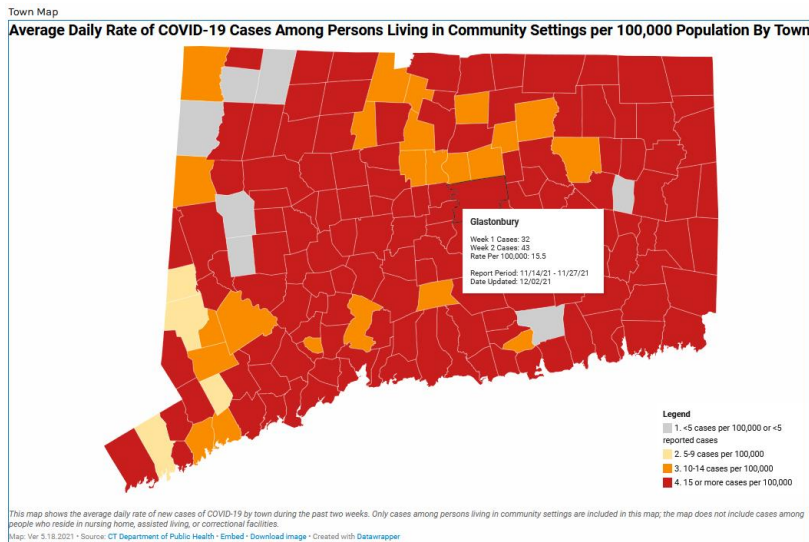 Town Map
Average Daily Rate of COVID-19 Cases Among Persons Living in Community Settings per 100,000 Population By Town
Glastonbury
Week 1 Cases: 32
Week 2 Cases: 43
Rate Per 100,000: 15.5
Report Period: 11/14/21 - 11/27/21
Date Updated: 12/02/21
Legend
1. <5 cases per 100,000 or <5
reported cases
2. 5-9 cases per 100,000
3. 10-14 cases per 100,000
4. 15 or more cases per 100,000
This map shows the average daily rate of new cases of COVID-19 by town during the past two weeks. Only cases among persons living in community settings are included in this map; the map does not include cases among
people who reside in nursing home, assisted living, or correctional facilities.
Map: Ver 5.18.2021 • Source: CT Department of Public Health • Embed • Download image • Created with Datawrapper